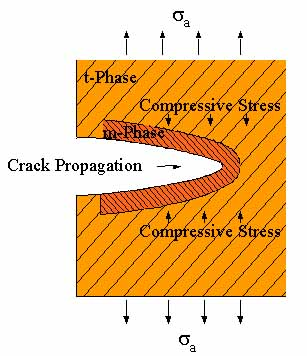 σa
t-Phase
Compressive Stress
m-Phase
Crack Propagation
Compressive Stress
σa